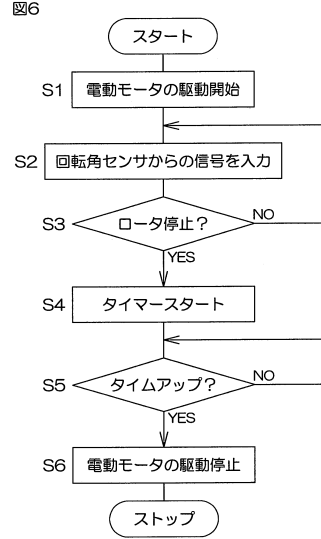 図6
スタート
S1 電動モータの駆動開始
S2 回転角センサからの信号を入力
S3 ロータ停止？ NO
YES
S4 タイマースタート
S5 タイムアップ？ NO
YES
S6 電動モータの駆動停止
ストップ